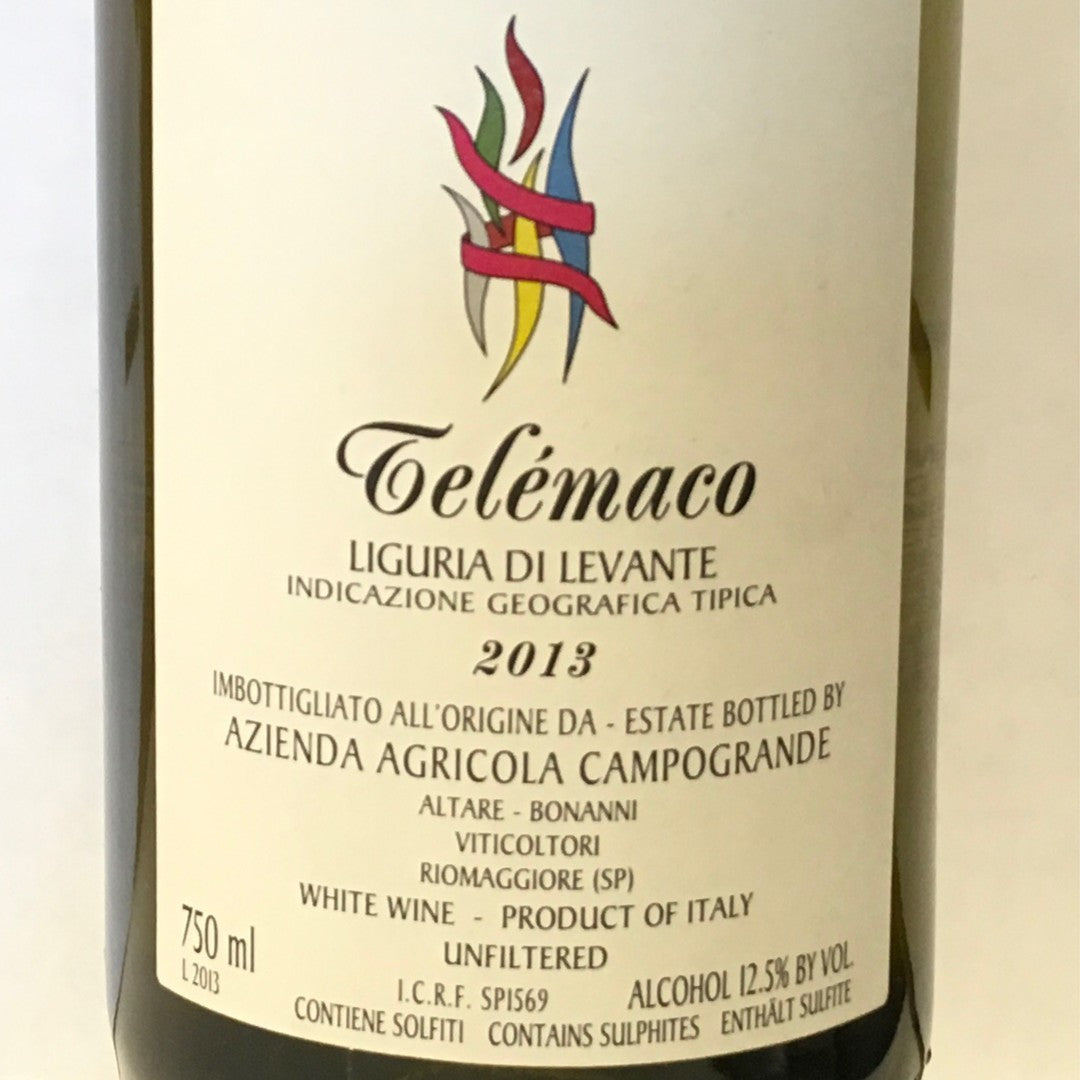 Telémaco
LIGURIA DI LEVANTE
INDICAZIONE GEOGRAFICA TIPICA
2013
IMBOTTIGLIATO ALL'ORIGINE DA - ESTATE BOTTLED BY
AZIENDA AGRICOLA CAMPOGRANDE
ALTARE - BONANNI
VITICOLTORI
RIOMAGGIORE (SP)
WHITE WINE - PRODUCT OF ITALY
UNFILTERED
750 ml
L 2013
I.C.R.F. SP1569
ALCOHOL 12.5% BY VOL.
CONTIENE SOLFITI CONTAINS SULPHITES ENTHÄLT SULFITE